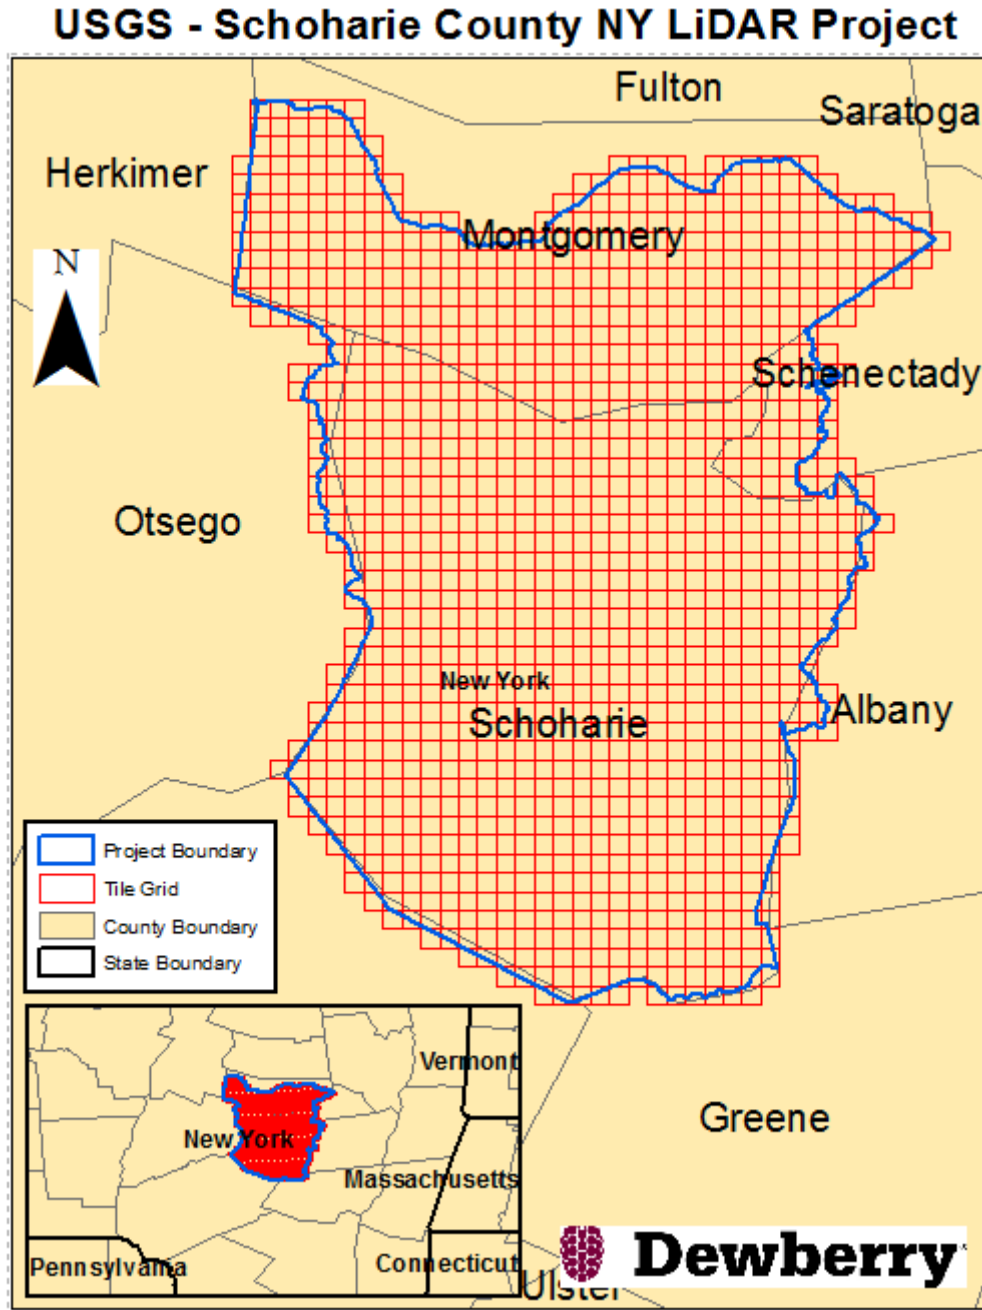 USGS - Schoharie County NY LiDAR Project
Fulton
Saratoga
Herkimer
Montgomery
N
Schenectady
Otsego
New York
Schoharie
Albany
Project Boundary
Tile Grid
County Boundary
State Boundary
Vermont
New York
Massachusetts
Pennsylvania
Connecticut
Greene
Ulster
Dewberry